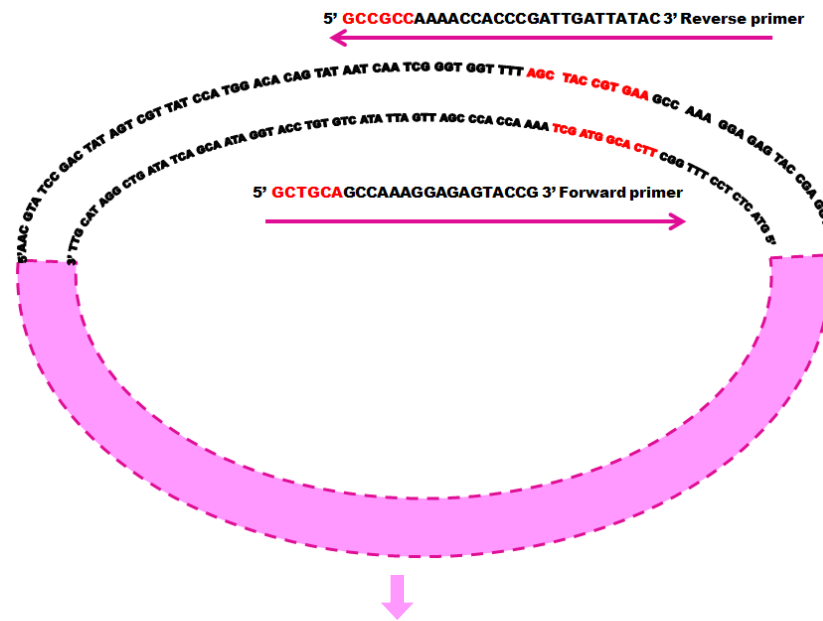 5' GCCGCCAAAACCACCCGATTGATTATAC 3' Reverse primer
5'AAC GTA TCC GAC TAT AGT CGT TAT CCA TGG ACA CAG TAT AAT CAA TCG GGT GGT TTT AGC TAC CGT GAA GCC AAA GGA GAG TAC CGA
3' TTG CAT AGG CTG ATA TCA GCA ATA GGT ACC TGT GTC ATA TTA GTT AGC CCA CCA AAA TCG ATG GCA CTT CGG TTT CCT CTC ATG 5'
5' GCTGCAGCCAAAGGAGAGTACCG 3' Forward primer